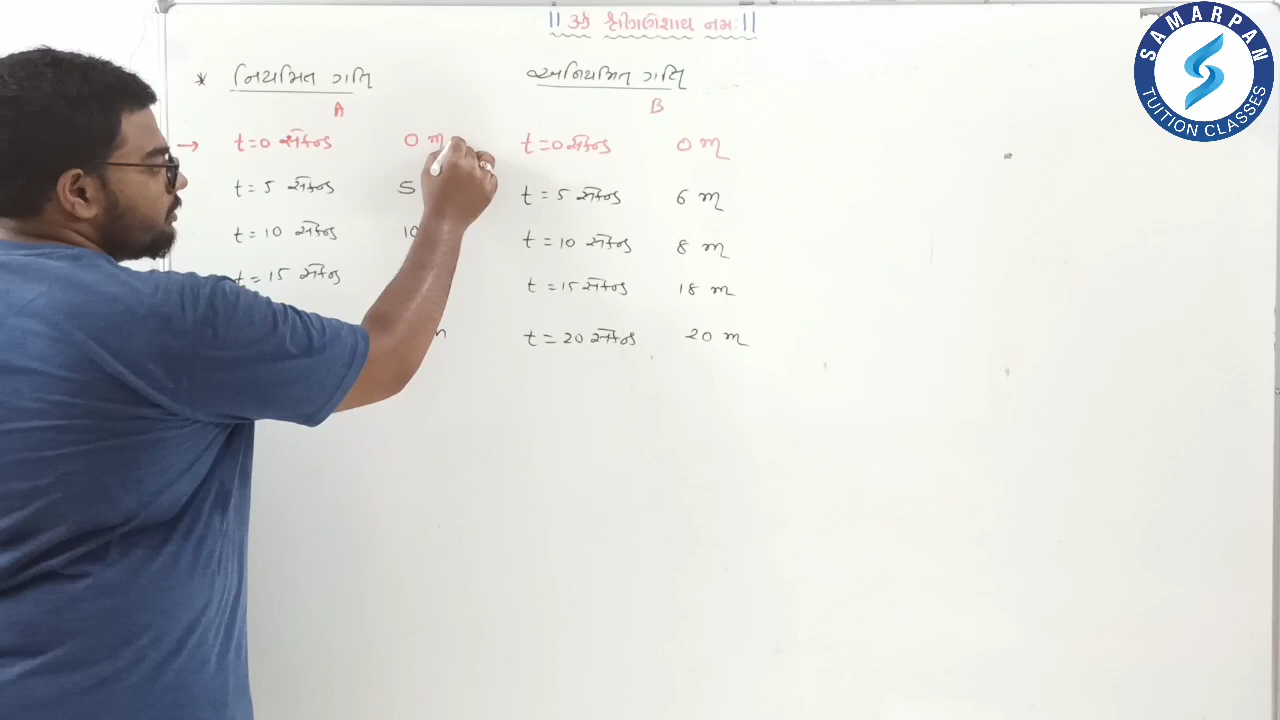 || ૐ શ્રી ગણેશાય નમઃ ||
* નિયમિત ગતિ
A
→ t=0 સેકન્ડ 0 m
t = 5 સેકન્ડ 5
t = 10 સેકન્ડ 10
t = 15 સેકન્ડ
અનિયમિત ગતિ
B
t=0 સેકન્ડ 0 m
t = 5 સેકન્ડ 6 m
t = 10 સેકન્ડ 8 m
t = 15 સેકન્ડ 18 m
t = 20 સેકન્ડ 20 m
SAMARPAN
TUITION CLASSES